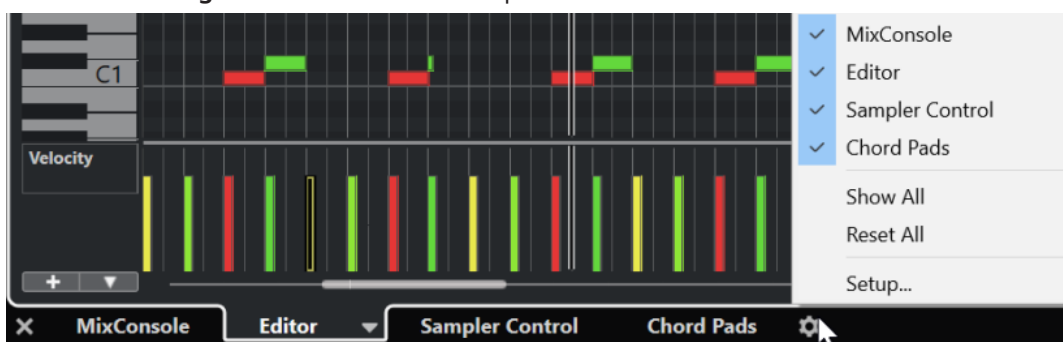 MixConsole
C1
Editor
Sampler Control
Chord Pads
Velocity
Show All
Reset All
Setup...
MixConsole Editor Sampler Control Chord Pads